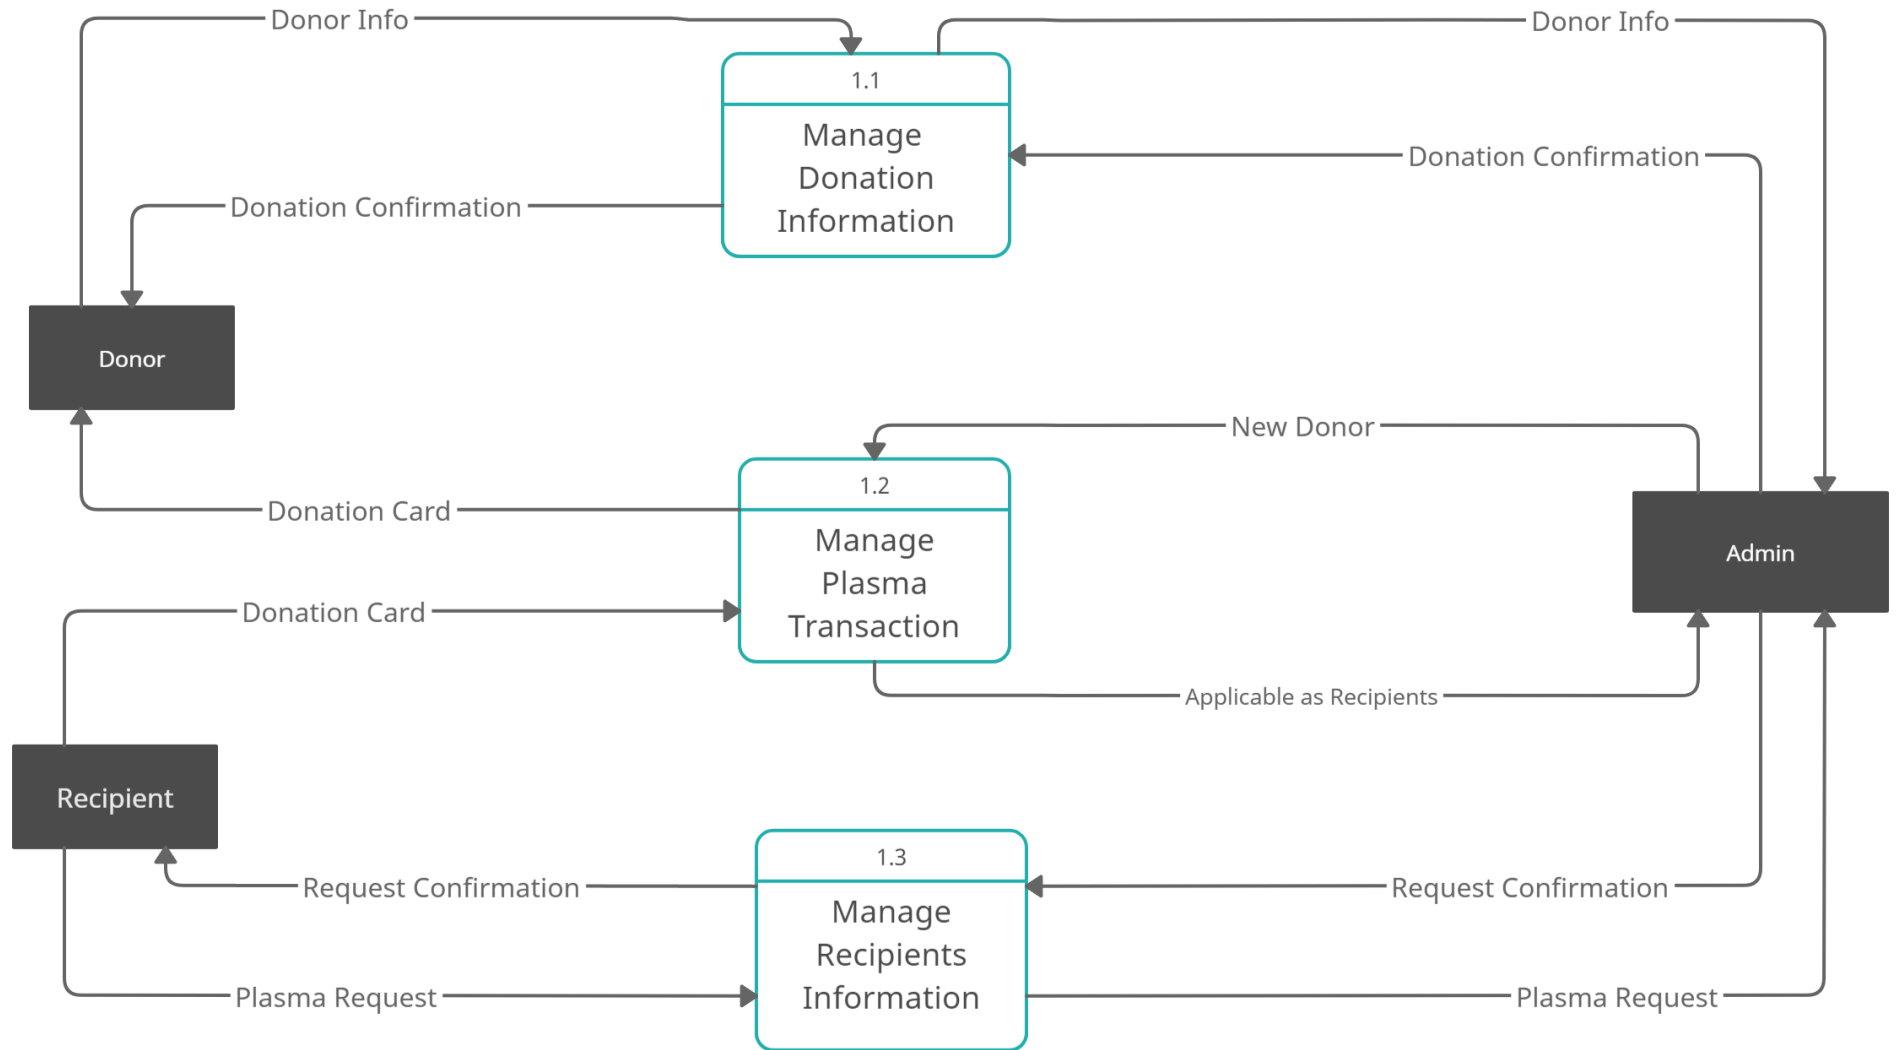 Donor Info
Donor Info
1.1
Manage
Donation
Information
Donation Confirmation
Donation Confirmation
Donor
New Donor
1.2
Manage
Plasma
Transaction
Donation Card
Admin
Donation Card
Applicable as Recipients
Recipient
1.3
Manage
Recipients
Information
Request Confirmation
Request Confirmation
Plasma Request
Plasma Request